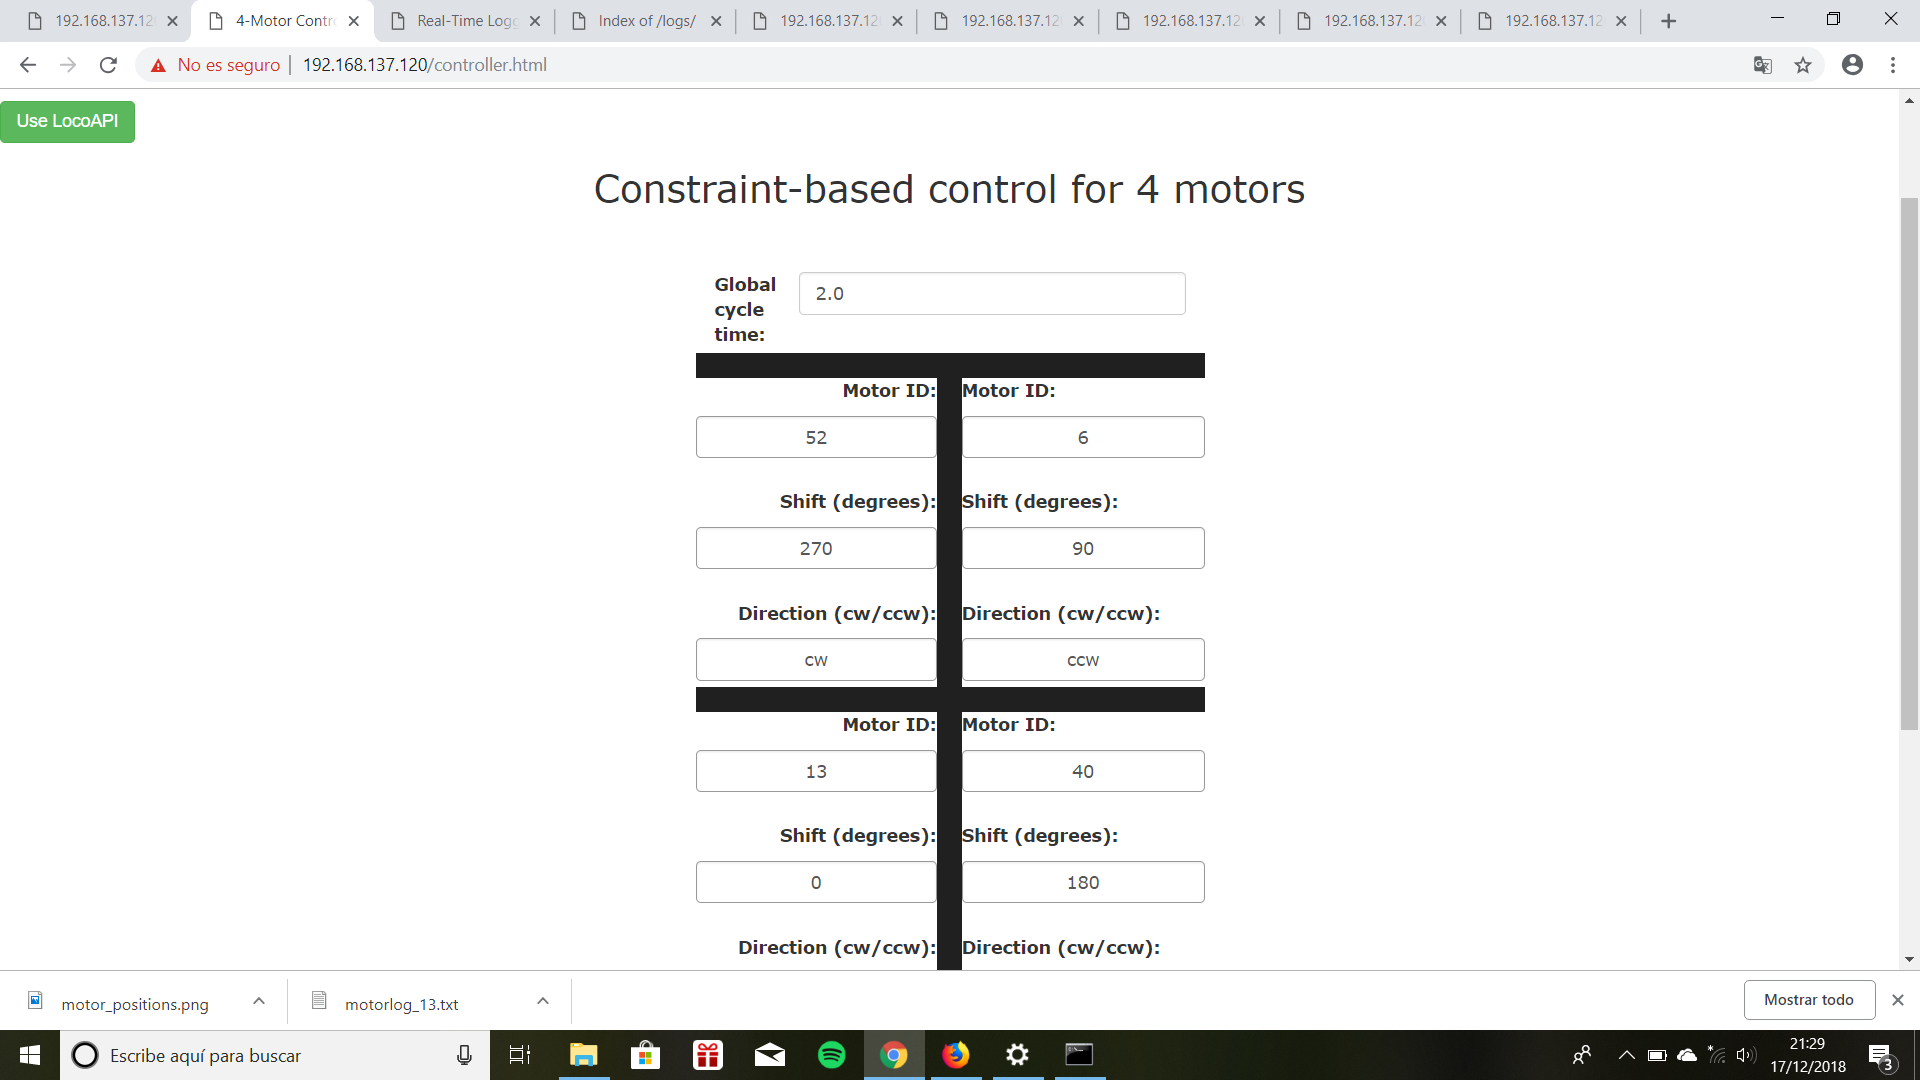 192.168.137.12
4-Motor Contr
Real-Time Logg
Index of /logs/
192.168.137.12
192.168.137.12
192.168.137.12
192.168.137.12
192.168.137.12
No es seguro
192.168.137.120/controller.html
Use LocoAPI
Constraint-based control for 4 motors
Global
cycle
time:
2.0
Motor ID: Motor ID:
52 6
Shift (degrees): Shift (degrees):
270 90
Direction (cw/ccw): Direction (cw/ccw):
cw ccw
Motor ID: Motor ID:
13 40
Shift (degrees): Shift (degrees):
0 180
Direction (cw/ccw): Direction (cw/ccw):
motor_positions.png
motorlog_13.txt
Mostrar todo
Escribe aquí para buscar
21:29
17/12/2018
3